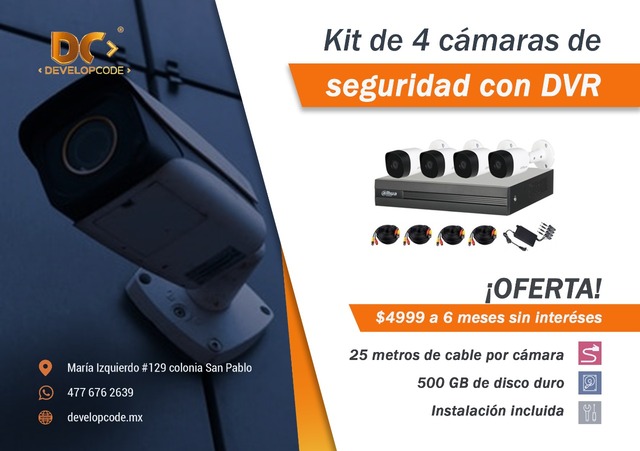 DC®
‹ DEVELOPCODE ›
Kit de 4 cámaras de
seguridad con DVR
alhua
¡OFERTA!
$4999 a 6 meses sin interéses
25 metros de cable por cámara
500 GB de disco duro
Instalación incluida
María Izquierdo #129 colonia San Pablo
477 676 2639
developcode.mx